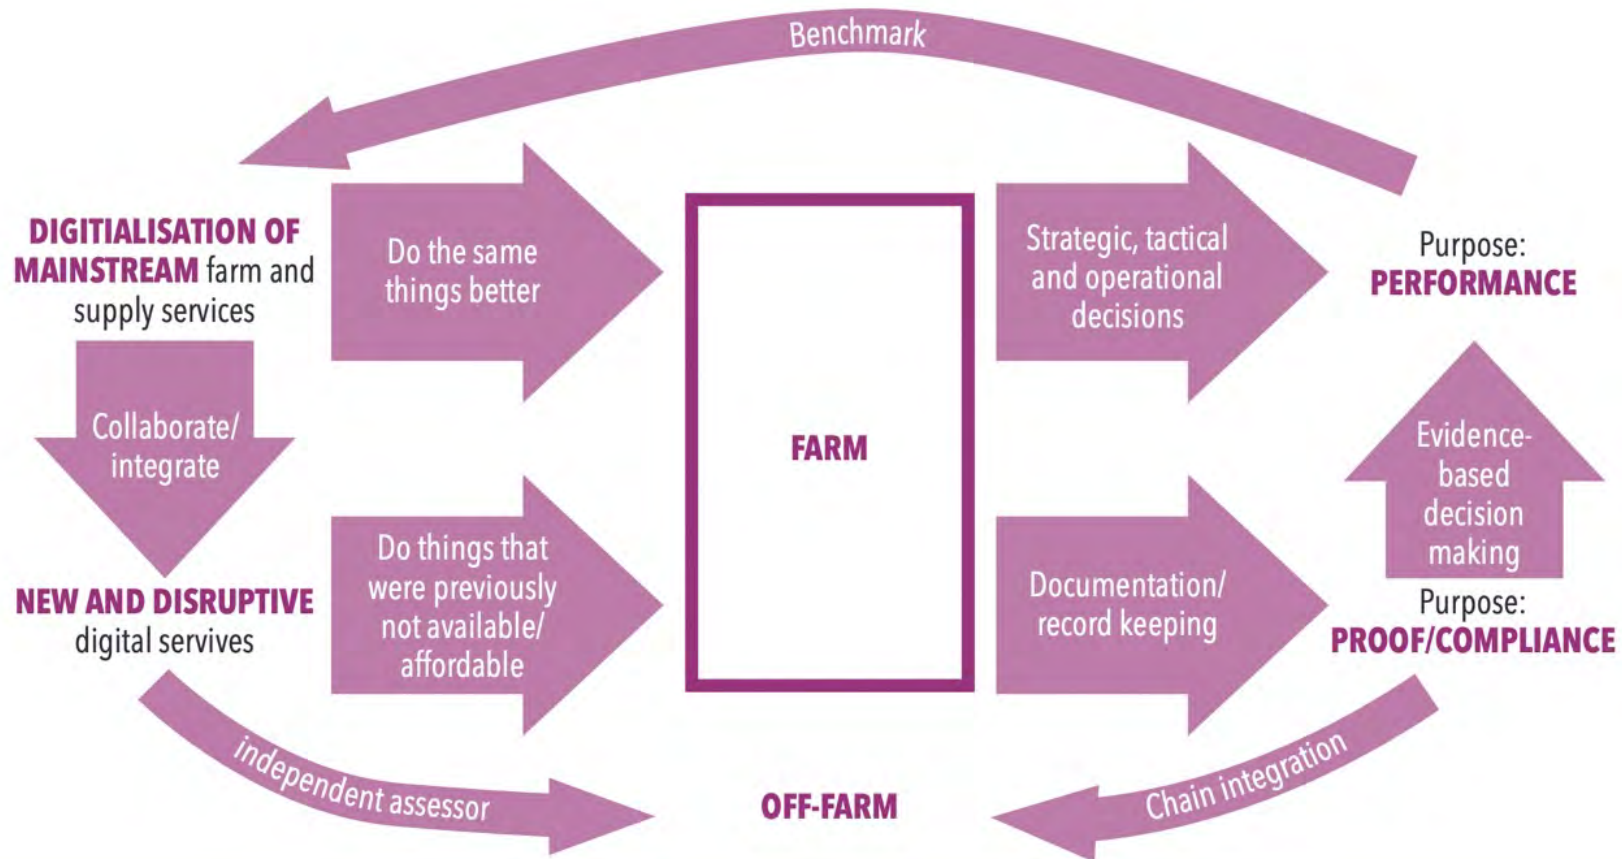 Benchmark
DIGITIALISATION OF
MAINSTREAM farm and
supply services
Do the same
things better
Strategic, tactical
and operational
decisions
Purpose:
PERFORMANCE
Collaborate/
integrate
FARM
Evidence-
based
decision
making
NEW AND DISRUPTIVE
digital servives
Do things that
were previously
not available/
affordable
Documentation/
record keeping
Purpose:
PROOF/COMPLIANCE
independent assessor
OFF-FARM
Chain integration